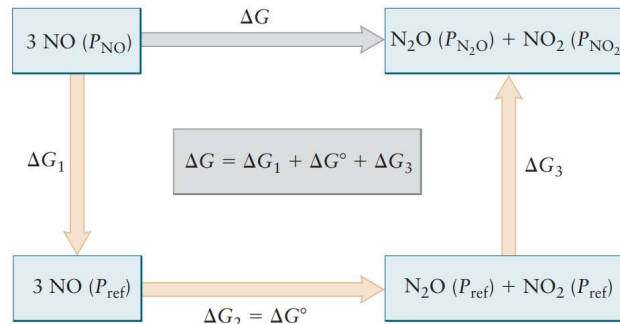 ΔG
3 NO (P_NO)
N₂O (P_N₂O) + NO₂ (P_NO₂)
ΔG₁
ΔG = ΔG₁ + ΔG° + ΔG₃
ΔG₃
3 NO (P_ref)
N₂O (P_ref) + NO₂ (P_ref)
ΔG₂ = ΔG°